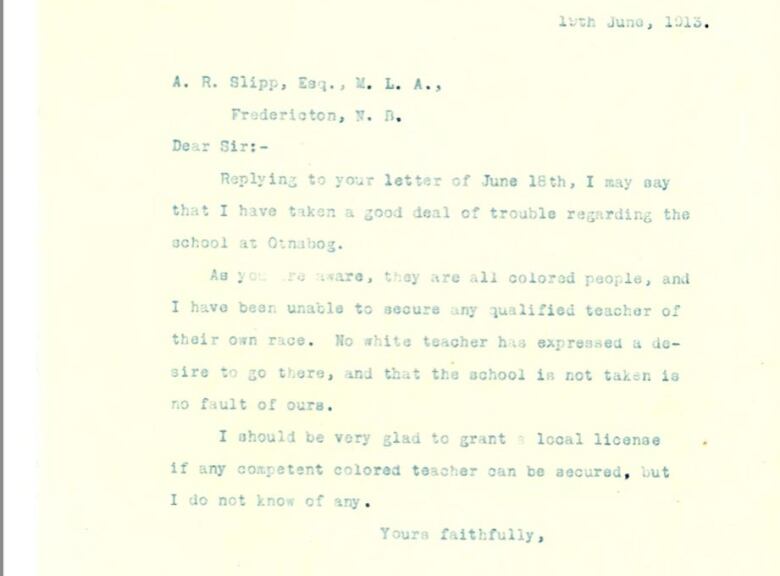 19th June, 1913.
A. R. Slipp, Esq., M. L. A.,
Fredericton, N. B.
Dear Sir:-
Replying to your letter of June 18th, I may say
that I have taken a good deal of trouble regarding the
school at Otnabog.
As you are aware, they are all colored people, and
I have been unable to secure any qualified teacher of
their own race. No white teacher has expressed a de-
sire to go there, and that the school is not taken is
no fault of ours.
I should be very glad to grant a local license
if any competent colored teacher can be secured, but
I do not know of any.
Yours faithfully,